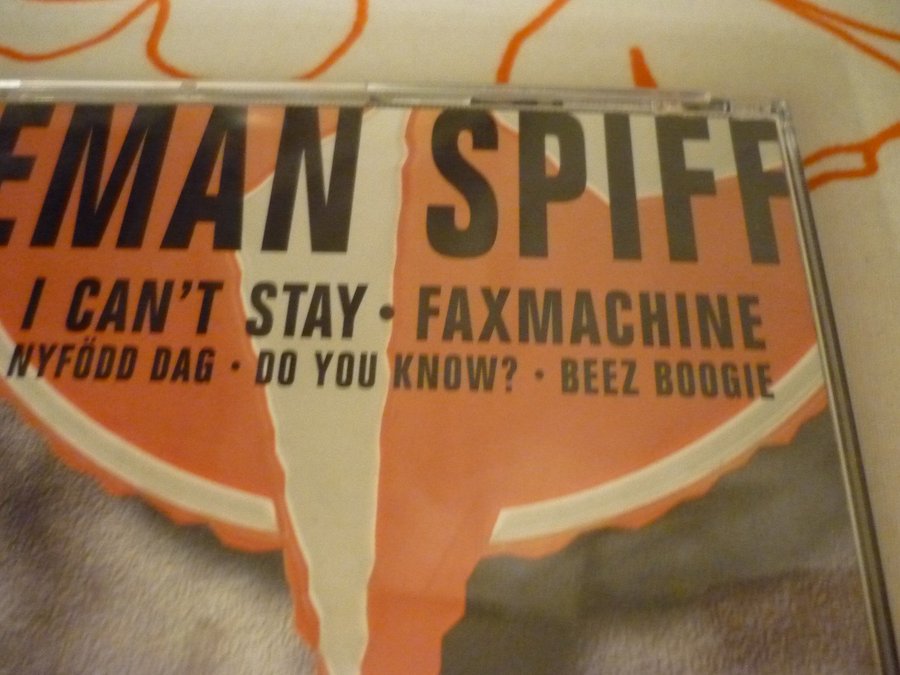 EMAN SPIFF
I CAN'T STAY · FAXMACHINE
NYFÖDD DAG · DO YOU KNOW? · BEEZ BOOGIE